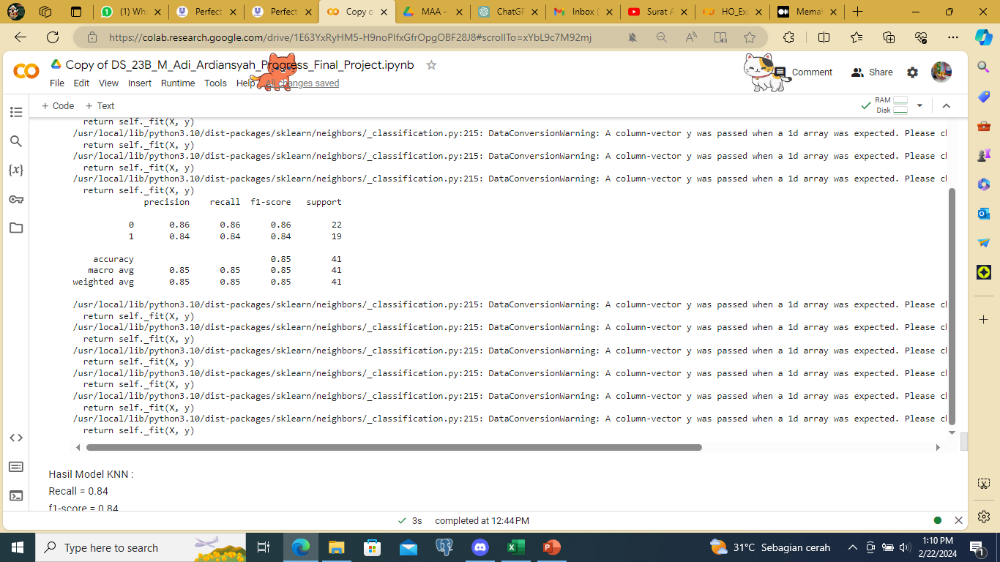 (1) Wha
Perfect
Perfect
Copy o
MAA -
ChatGP
Inbox (
Surat A
HO_Exp
Memah
https://colab.research.google.com/drive/1E63YxRyHM5-H9noPlfxGfrOpgOBF28J8#scrollTo=xYbL9c7M92mj
Copy of DS_23B_M_Adi_Ardiansyah_Progress_Final_Project.ipynb
File Edit View Insert Runtime Tools Help All changes saved
Comment Share
+ Code + Text
RAM
Disk
return self._fit(X, y)
/usr/local/lib/python3.10/dist-packages/sklearn/neighbors/_classification.py:215: DataConversionWarning: A column-vector y was passed when a 1d array was expected. Please cl
return self._fit(X, y)
/usr/local/lib/python3.10/dist-packages/sklearn/neighbors/_classification.py:215: DataConversionWarning: A column-vector y was passed when a 1d array was expected. Please cl
return self._fit(X, y)
/usr/local/lib/python3.10/dist-packages/sklearn/neighbors/_classification.py:215: DataConversionWarning: A column-vector y was passed when a 1d array was expected. Please cl
return self._fit(X, y)
precision recall f1-score support
0 0.86 0.86 0.86 22
1 0.84 0.84 0.84 19
accuracy 0.85 41
macro avg 0.85 0.85 0.85 41
weighted avg 0.85 0.85 0.85 41
/usr/local/lib/python3.10/dist-packages/sklearn/neighbors/_classification.py:215: DataConversionWarning: A column-vector y was passed when a 1d array was expected. Please cl
return self._fit(X, y)
/usr/local/lib/python3.10/dist-packages/sklearn/neighbors/_classification.py:215: DataConversionWarning: A column-vector y was passed when a 1d array was expected. Please cl
return self._fit(X, y)
/usr/local/lib/python3.10/dist-packages/sklearn/neighbors/_classification.py:215: DataConversionWarning: A column-vector y was passed when a 1d array was expected. Please cl
return self._fit(X, y)
/usr/local/lib/python3.10/dist-packages/sklearn/neighbors/_classification.py:215: DataConversionWarning: A column-vector y was passed when a 1d array was expected. Please cl
return self._fit(X, y)
/usr/local/lib/python3.10/dist-packages/sklearn/neighbors/_classification.py:215: DataConversionWarning: A column-vector y was passed when a 1d array was expected. Please cl
return self._fit(X, y)
/usr/local/lib/python3.10/dist-packages/sklearn/neighbors/_classification.py:215: DataConversionWarning: A column-vector y was passed when a 1d array was expected. Please cl
return self._fit(X, y)
Hasil Model KNN :
Recall = 0.84
f1-score = 0.84
3s completed at 12:44 PM
Type here to search
31°C Sebagian cerah
1:10 PM
2/22/2024
1